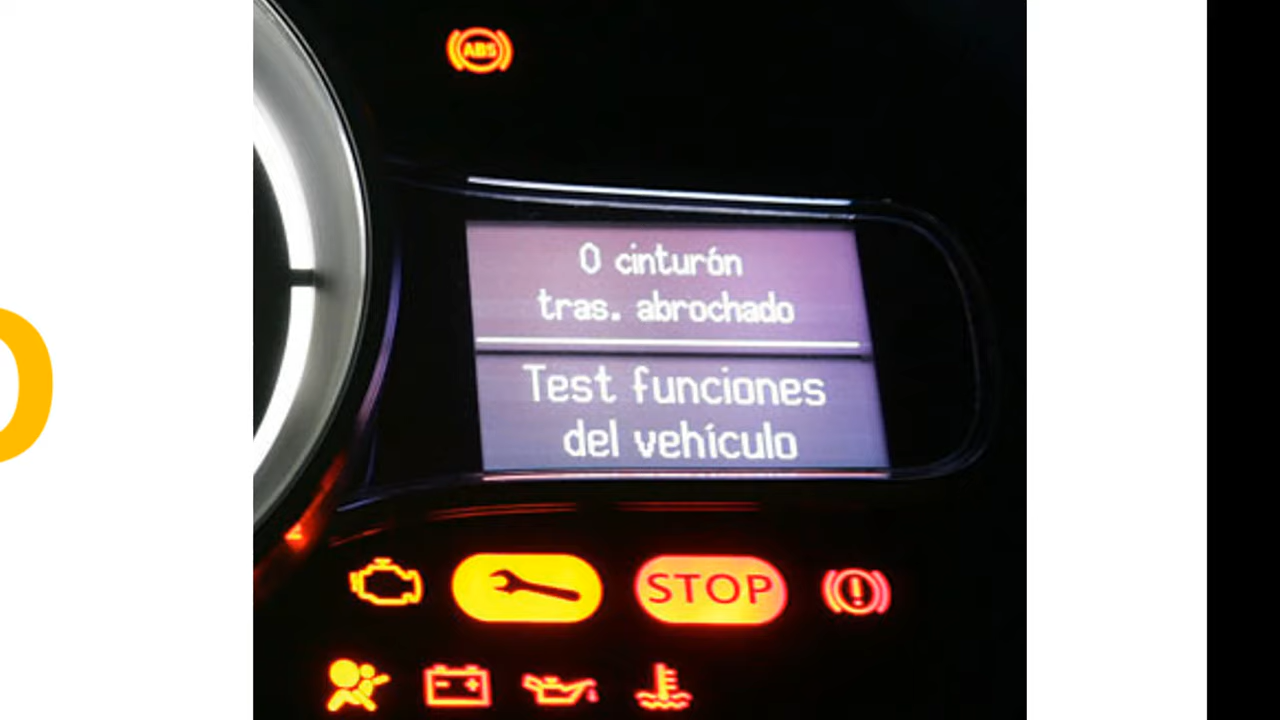 ABS
0 cinturón
tras. abrochado
Test funciones
del vehículo
STOP